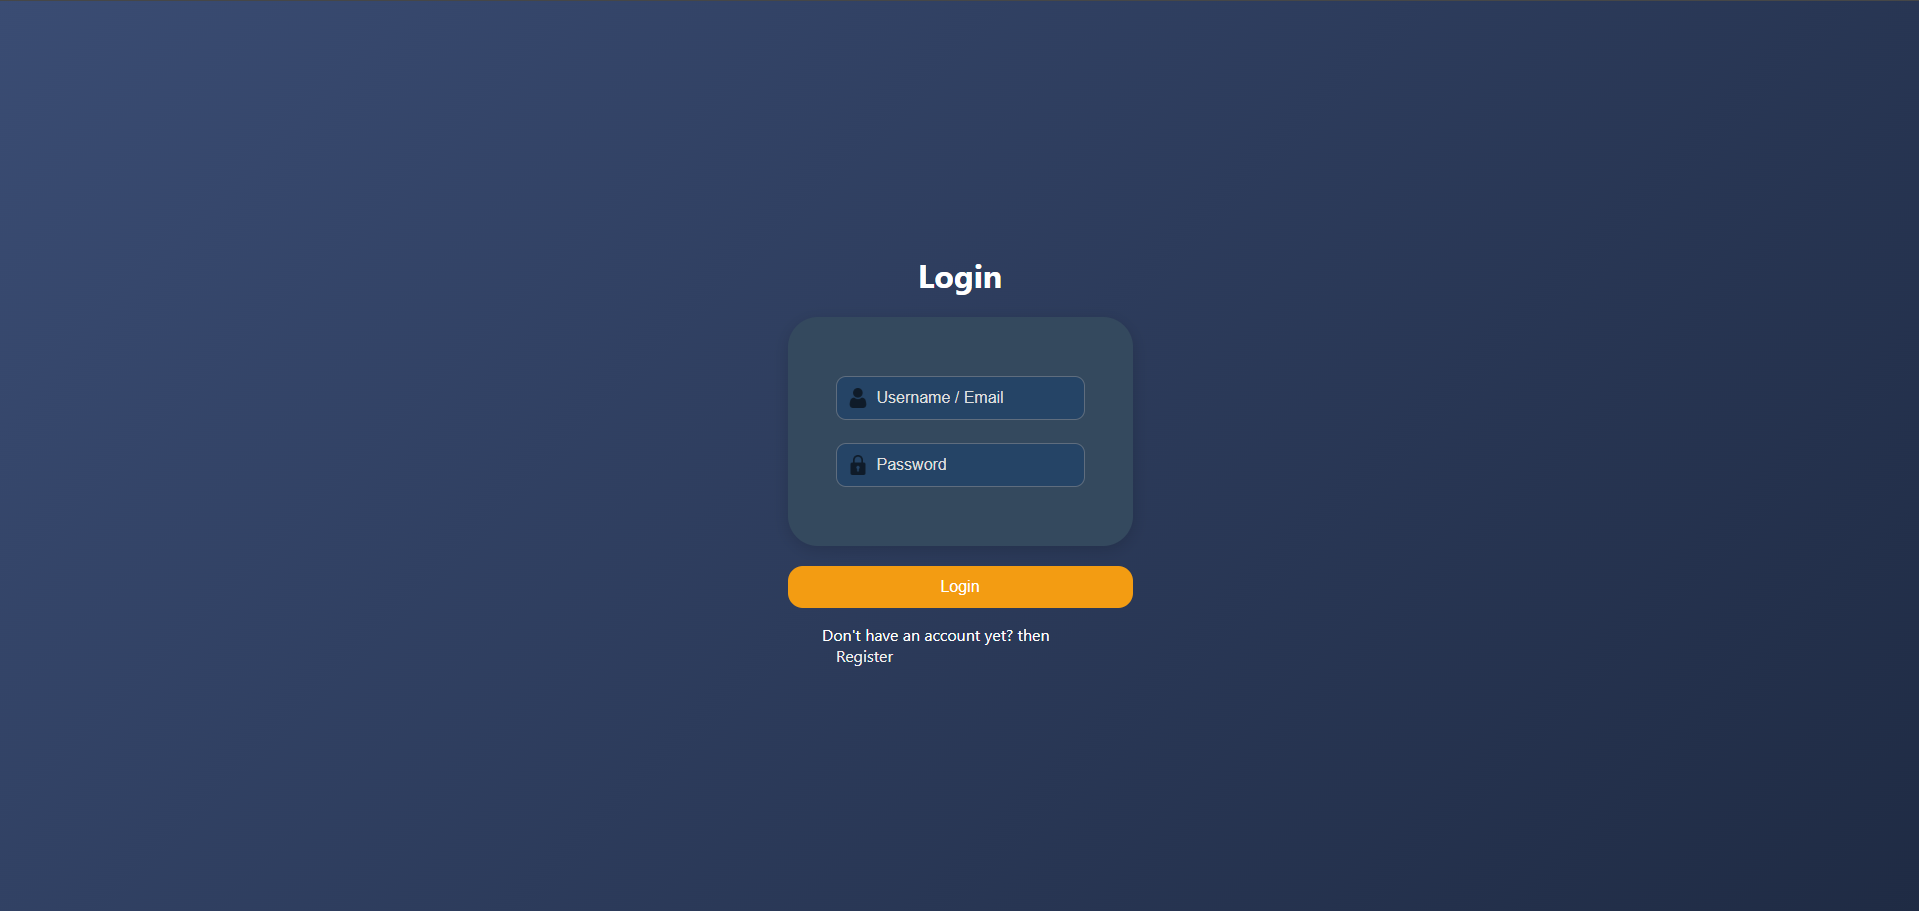 Login
Username / Email
Password
Login
Don't have an account yet? then
Register